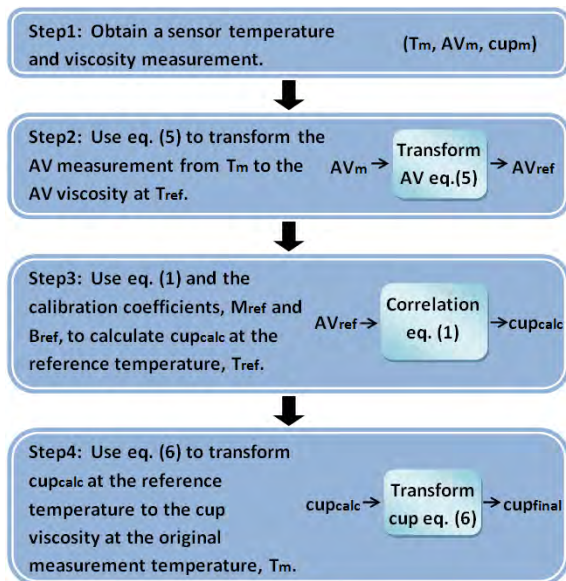 Step1: Obtain a sensor temperature
and viscosity measurement.
(Tm, AVm, cupm)
Step2: Use eq. (5) to transform the
AV measurement from Tm to the
AV viscosity at Tref.
AVm
Transform
AV eq.(5)
AVref
Step3: Use eq. (1) and the
calibration coefficients, Mref and
Bref, to calculate cupcalc at the
reference temperature, Tref.
AVref
Correlation
eq. (1)
cupcalc
Step4: Use eq. (6) to transform
cupcalc at the reference
temperature to the cup
viscosity at the original
measurement temperature, Tm.
cupcalc
Transform
cup eq. (6)
cupfinal